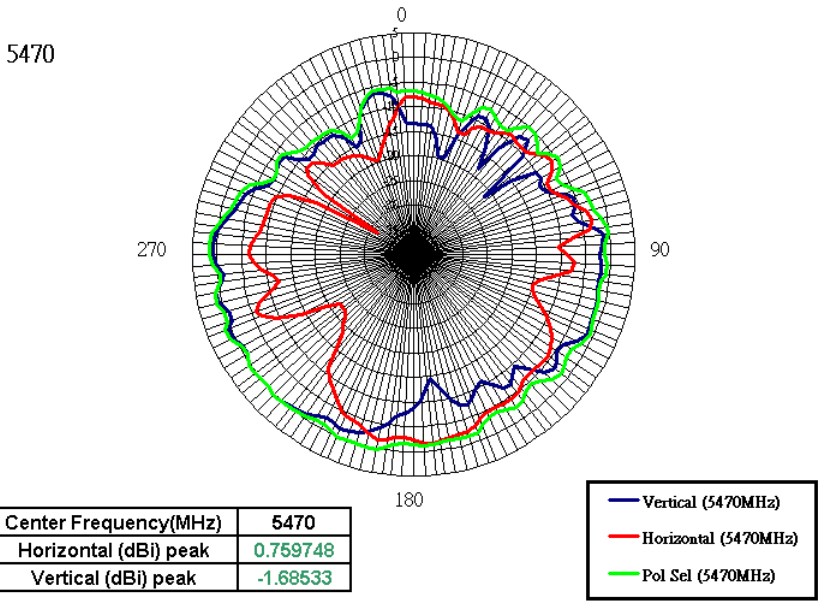 0
5
5470
270
90
180
Center Frequency(MHz) 5470
Horizontal (dBi) peak 0.759748
Vertical (dBi) peak -1.68533
Vertical (5470MHz)
Horizontal (5470MHz)
Pol Sel (5470MHz)